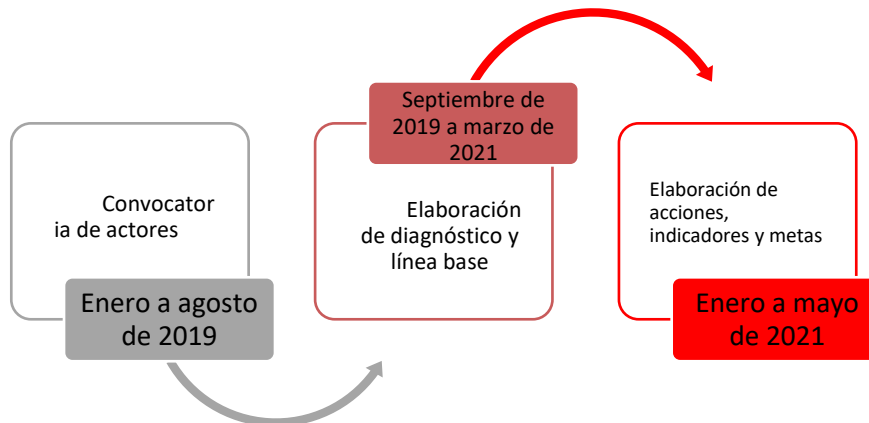 Convocator
ia de actores
Enero a agosto
de 2019
Septiembre de
2019 a marzo de
2021
Elaboración
de diagnóstico y
línea base
Elaboración de
acciones,
indicadores y metas
Enero a mayo
de 2021